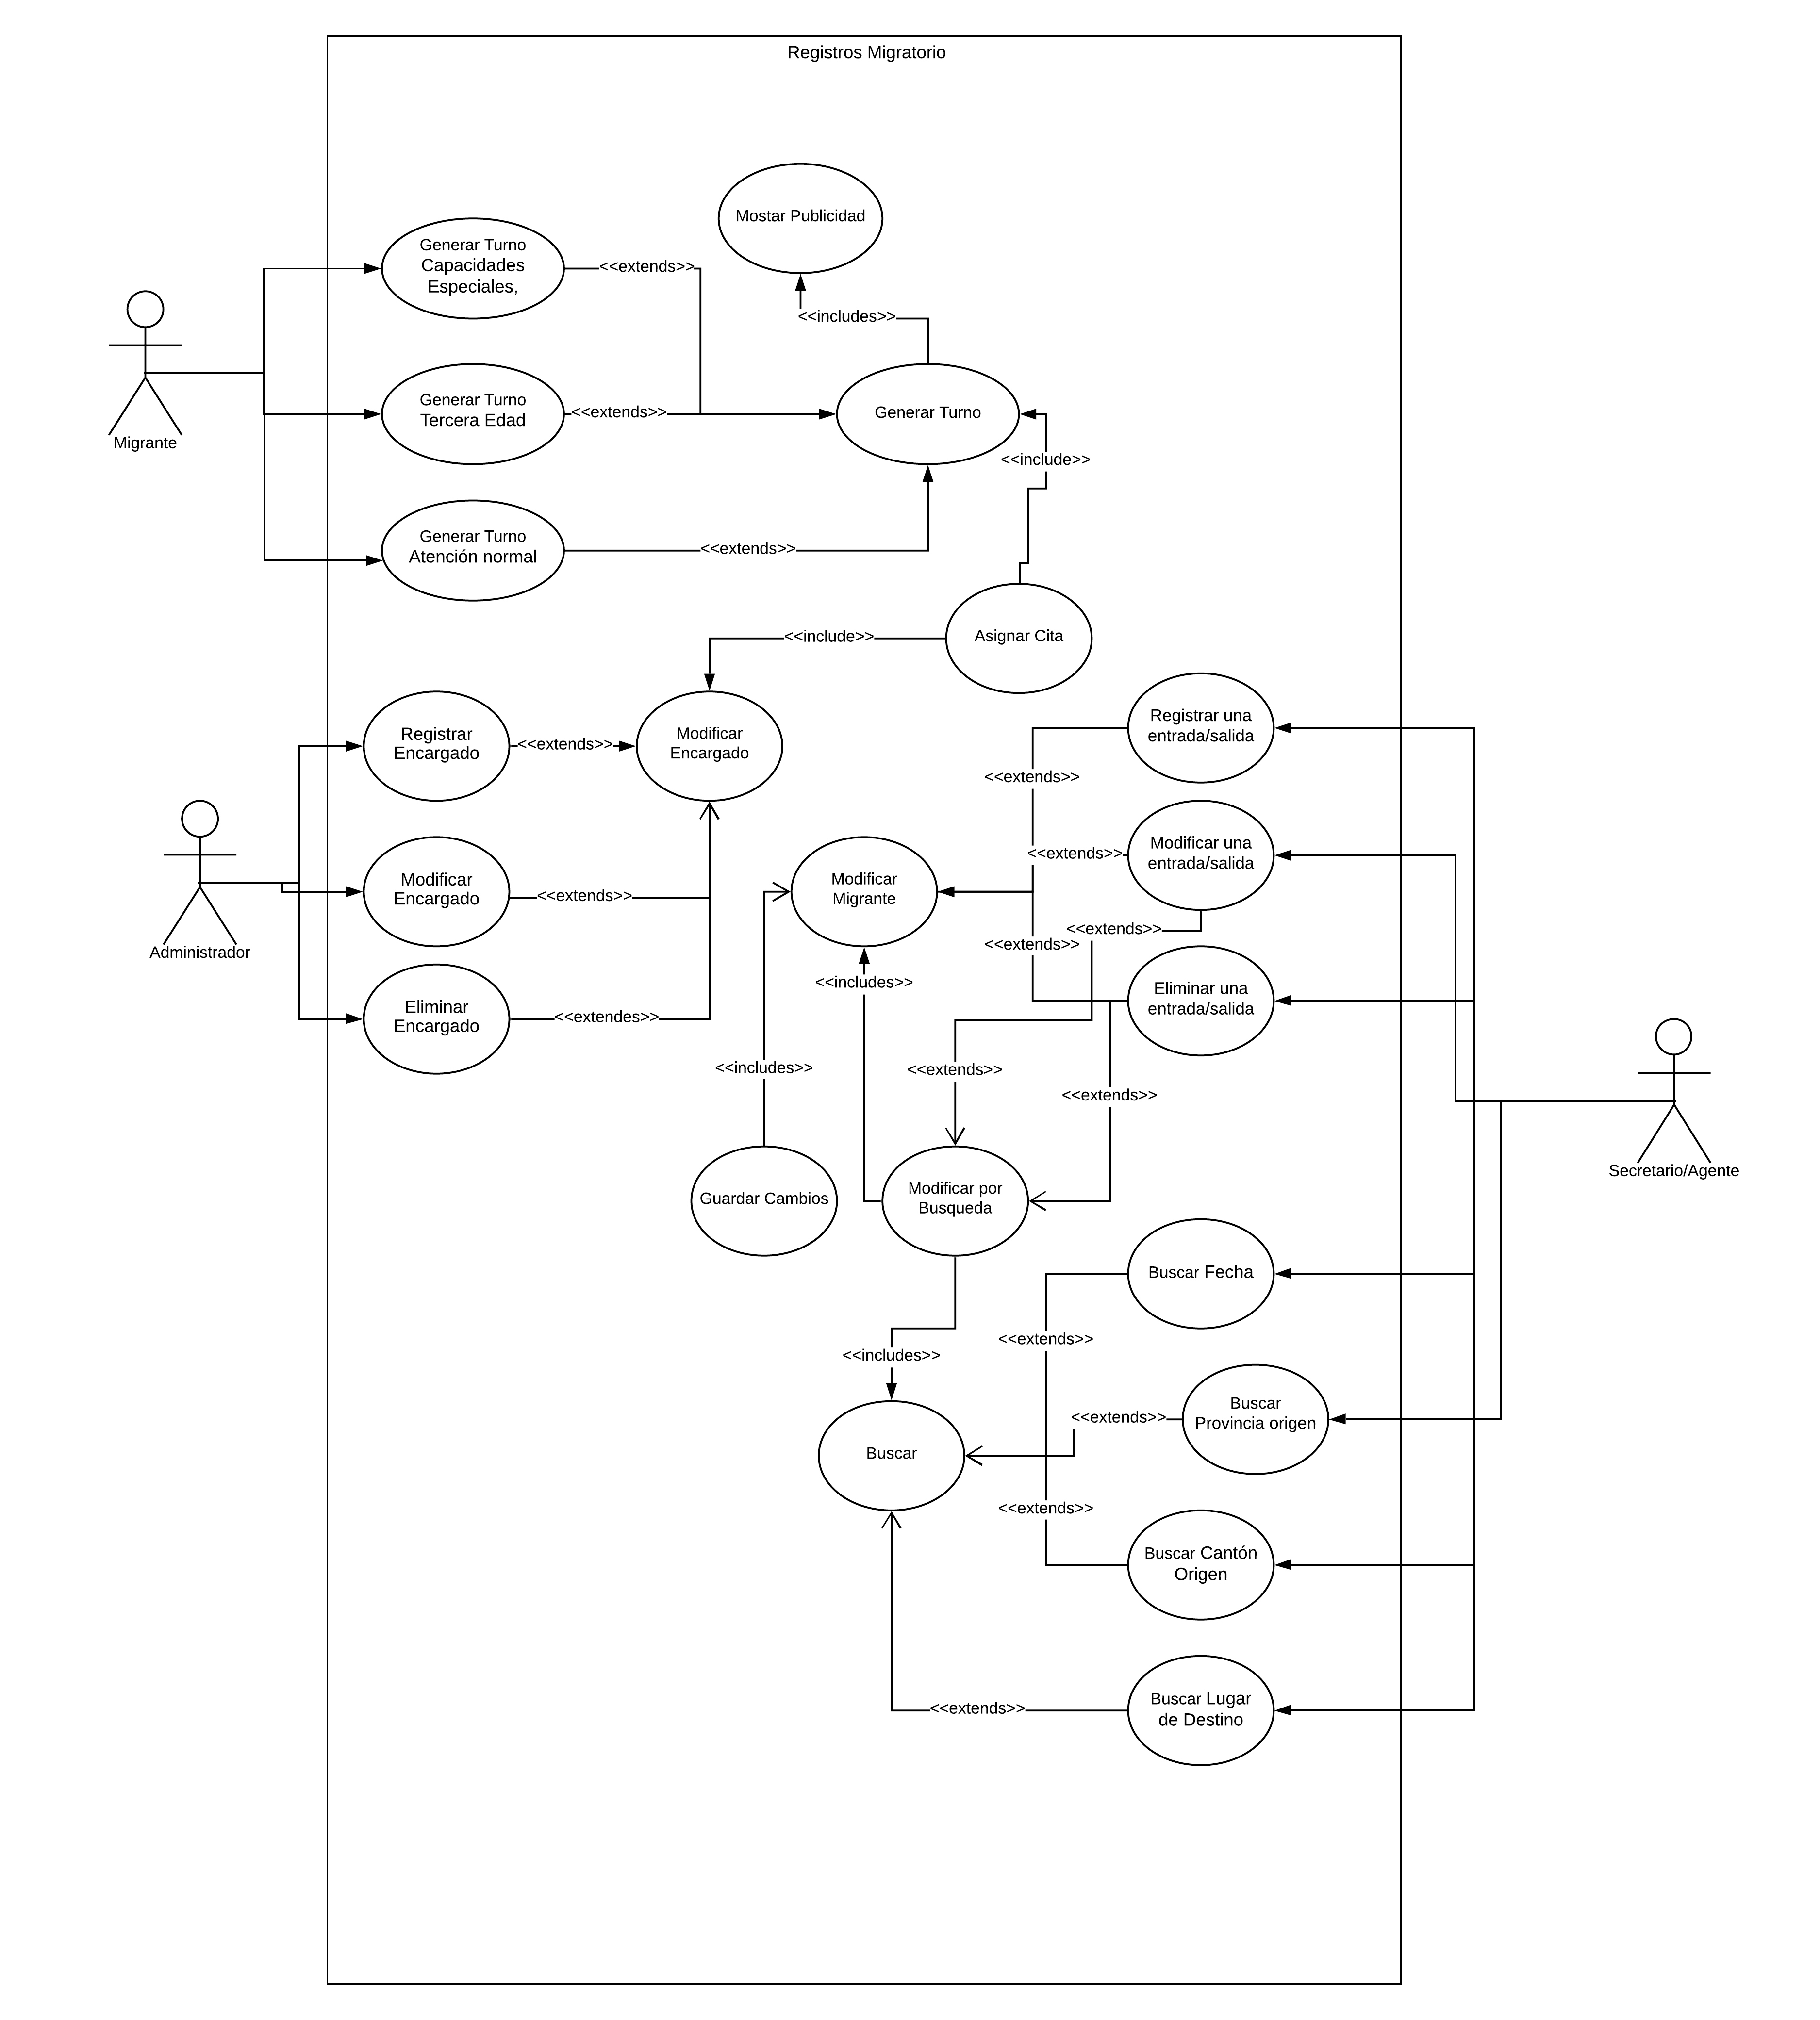 Registros Migratorio
Mostar Publicidad
Generar Turno
Capacidades
Especiales,
<<extends>>
<<includes>>
Migrante
Generar Turno
Tercera Edad
<<extends>>
Generar Turno
<<include>>
Generar Turno
Atención normal
<<extends>>
Asignar Cita
<<include>>
Registrar
Encargado
<<extends>>
Modificar
Encargado
Registrar una
entrada/salida
<<extends>>
Modificar una
entrada/salida
<<extends>>
Administrador
Modificar
Encargado
<<extends>>
Modificar
Migrante
<<extends>>
<<extends>>
<<includes>>
Eliminar una
entrada/salida
Eliminar
Encargado
<<extendes>>
<<includes>>
<<extends>>
<<extends>>
Secretario/Agente
Guardar Cambios
Modificar por
Busqueda
Buscar Fecha
<<extends>>
<<includes>>
Buscar
Provincia origen
<<extends>>
Buscar
<<extends>>
Buscar Cantón
Origen
Buscar Lugar
de Destino
<<extends>>